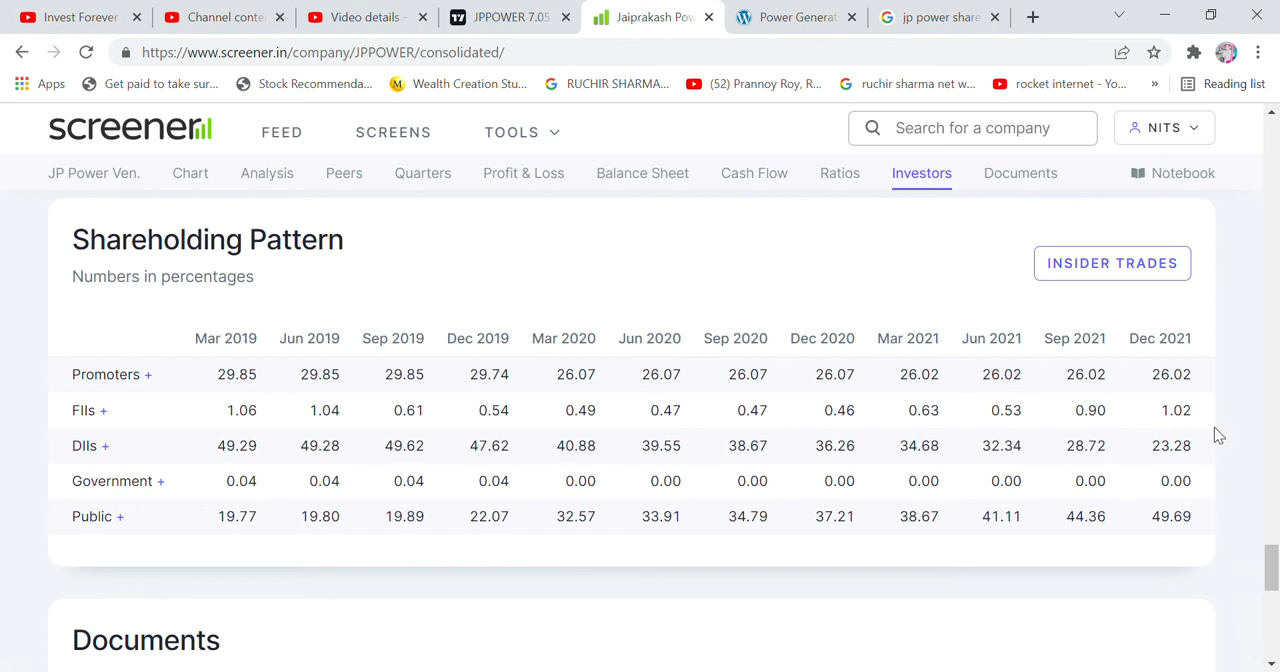 Invest Forever
Channel conte
Video details -
JPPOWER 7.05
Jaiprakash Pow
Power Generat
jp power share
https://www.screener.in/company/JPPOWER/consolidated/
Apps
Get paid to take sur...
Stock Recommenda...
Wealth Creation Stu...
RUCHIR SHARMA...
(52) Prannoy Roy, R...
ruchir sharma net w...
rocket internet - Yo...
»
Reading list
screener
FEED
SCREENS
TOOLS
Search for a company
NITS
JP Power Ven.
Chart
Analysis
Peers
Quarters
Profit & Loss
Balance Sheet
Cash Flow
Ratios
Investors
Documents
Notebook
Shareholding Pattern
Numbers in percentages
INSIDER TRADES
Mar 2019 Jun 2019 Sep 2019 Dec 2019 Mar 2020 Jun 2020 Sep 2020 Dec 2020 Mar 2021 Jun 2021 Sep 2021 Dec 2021
Promoters + 29.85 29.85 29.85 29.74 26.07 26.07 26.07 26.07 26.02 26.02 26.02 26.02
FIIs + 1.06 1.04 0.61 0.54 0.49 0.47 0.47 0.46 0.63 0.53 0.90 1.02
DIIs + 49.29 49.28 49.62 47.62 40.88 39.55 38.67 36.26 34.68 32.34 28.72 23.28
Government + 0.04 0.04 0.04 0.04 0.00 0.00 0.00 0.00 0.00 0.00 0.00 0.00
Public + 19.77 19.80 19.89 22.07 32.57 33.91 34.79 37.21 38.67 41.11 44.36 49.69
Documents